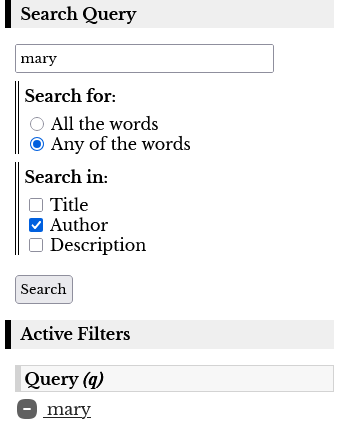 Search Query
mary
Search for:
All the words
Any of the words
Search in:
Title
Author
Description
Search
Active Filters
Query (q)
mary